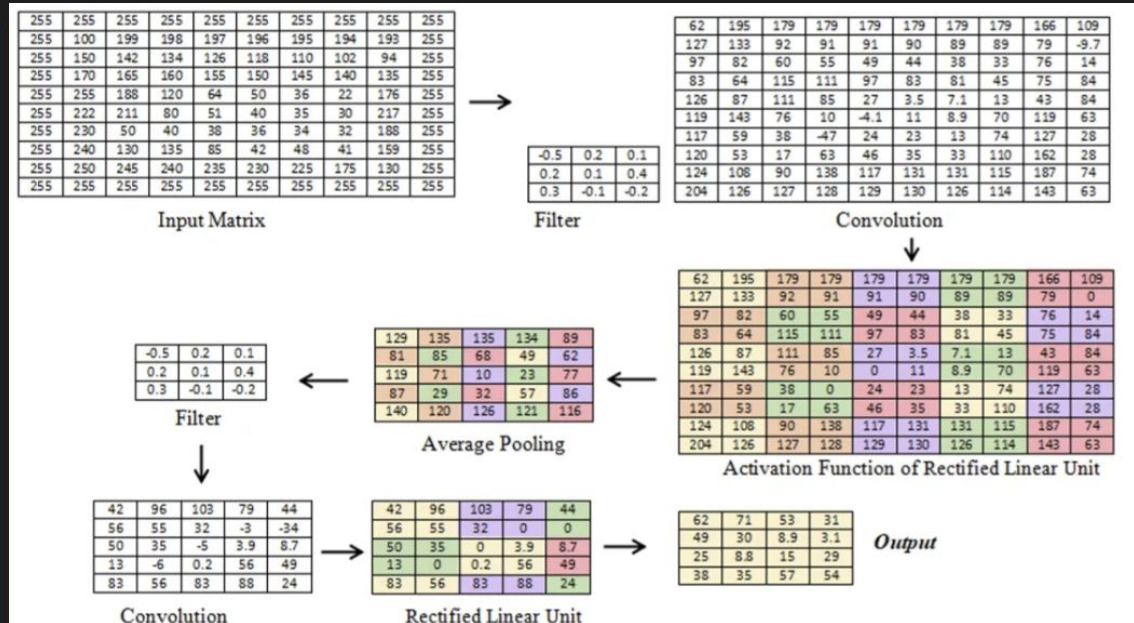 255 255 255 255 255 255 255 255 255 255
255 100 199 198 197 196 195 194 193 255
255 150 142 134 126 118 110 102 94 255
255 170 165 160 155 150 145 140 135 255
255 255 188 120 64 50 36 22 176 255
255 222 211 80 51 40 35 30 217 255
255 230 50 40 38 36 34 32 188 255
255 240 130 135 85 42 48 41 159 255
255 250 245 240 235 230 225 175 130 255
255 255 255 255 255 255 255 255 255 255
Input Matrix
-0.5 0.2 0.1
0.2 0.1 0.4
0.3 -0.1 -0.2
Filter
62 195 179 179 179 179 179 179 166 109
127 133 92 91 91 90 89 89 79 -9.7
97 82 60 55 49 44 38 33 76 14
83 64 115 111 97 83 81 45 75 84
126 87 111 85 27 3.5 7.1 13 43 84
119 143 76 10 -4.1 11 8.9 70 119 63
117 59 38 -47 24 23 13 74 127 28
120 53 17 63 46 35 33 110 162 28
124 108 90 138 117 131 131 115 187 74
204 126 127 128 129 130 126 114 143 63
Convolution
62 195 179 179 179 179 179 179 166 109
127 133 92 91 91 90 89 89 79 0
97 82 60 55 49 44 38 33 76 14
83 64 115 111 97 83 81 45 75 84
126 87 111 85 27 3.5 7.1 13 43 84
119 143 76 10 0 11 8.9 70 119 63
117 59 38 0 24 23 13 74 127 28
120 53 17 63 46 35 33 110 162 28
124 108 90 138 117 131 131 115 187 74
204 126 127 128 129 130 126 114 143 63
Activation Function of Rectified Linear Unit
129 135 135 134 89
81 85 68 49 62
119 71 10 23 77
87 29 32 57 86
140 120 126 121 116
Average Pooling
-0.5 0.2 0.1
0.2 0.1 0.4
0.3 -0.1 -0.2
Filter
42 96 103 79 44
56 55 32 -3 -34
50 35 -5 3.9 8.7
13 -6 0.2 56 49
83 56 83 88 24
Convolution
42 96 103 79 44
56 55 32 0 0
50 35 0 3.9 8.7
13 0 0.2 56 49
83 56 83 88 24
Rectified Linear Unit
62 71 53 31
49 30 8.9 3.1
25 8.8 15 29
38 35 57 54
Output